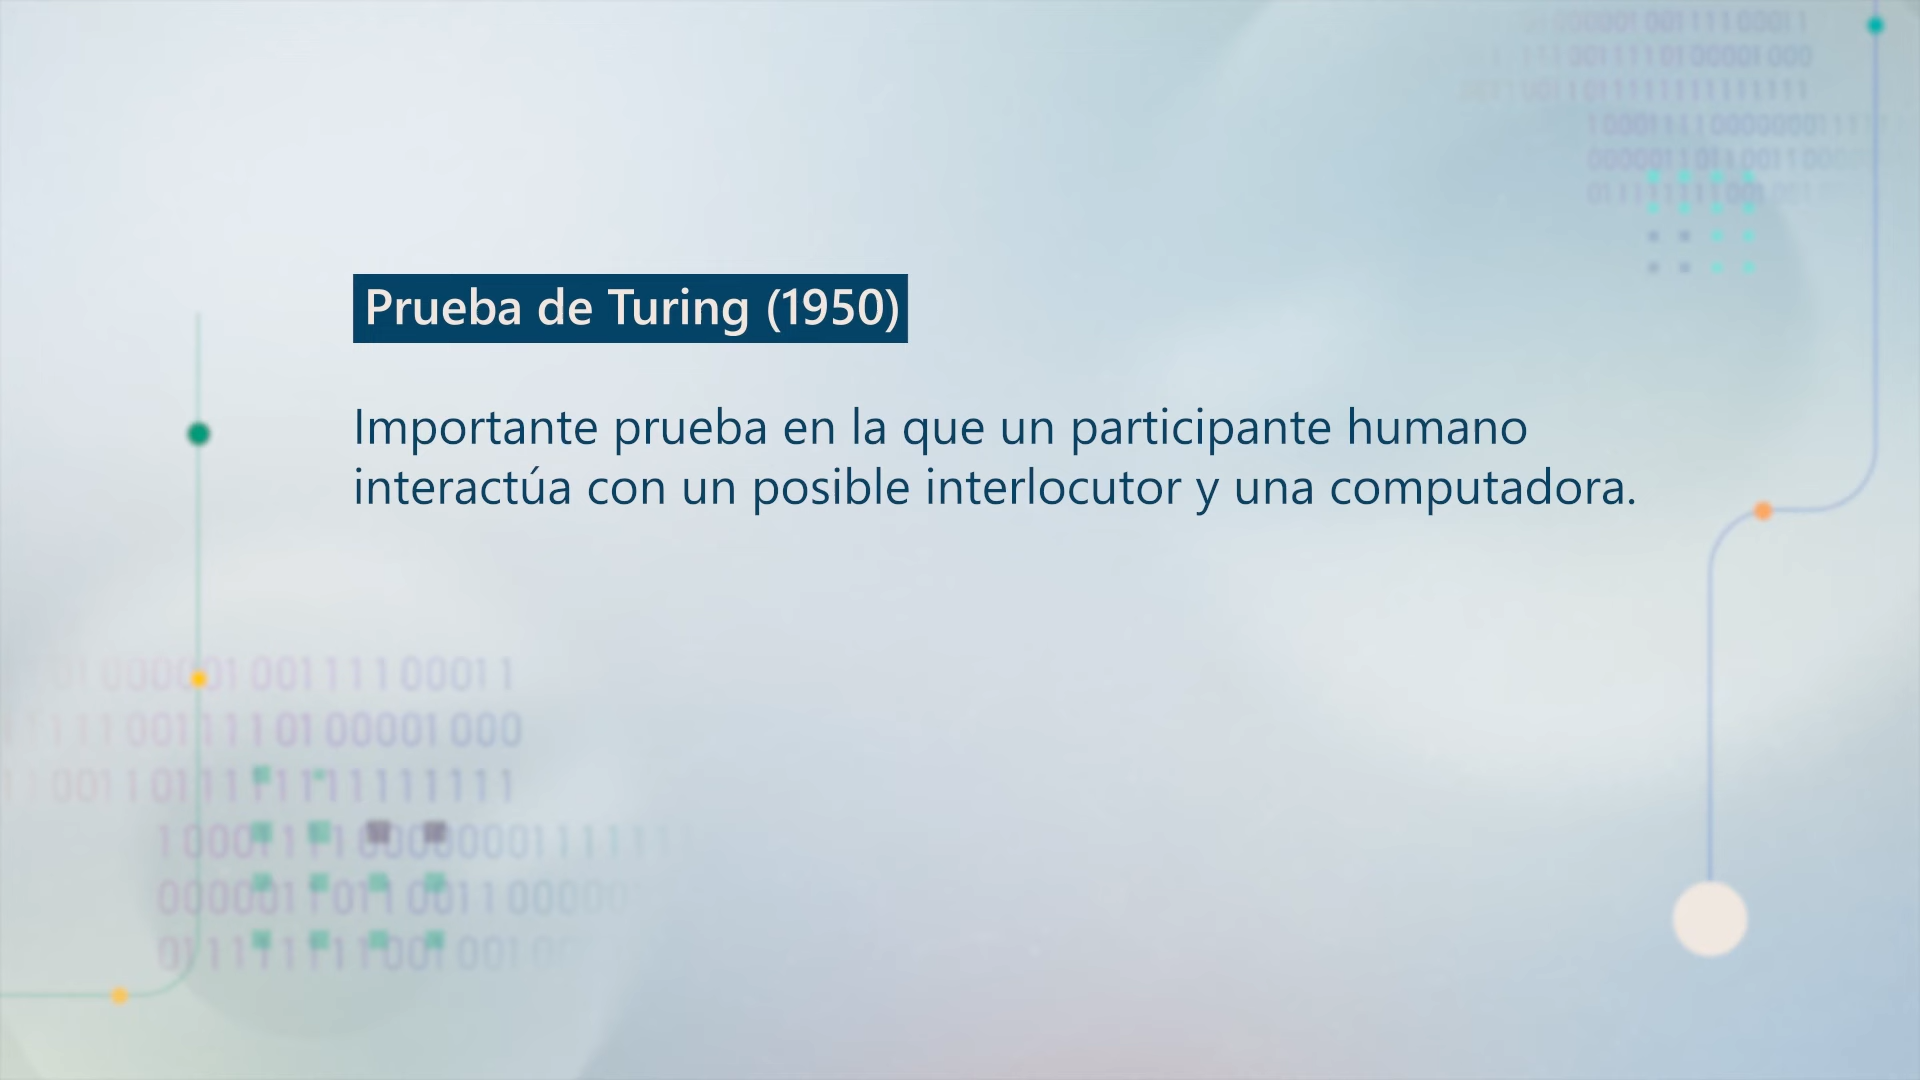 Prueba de Turing (1950)
Importante prueba en la que un participante humano
interactúa con un posible interlocutor y una computadora.